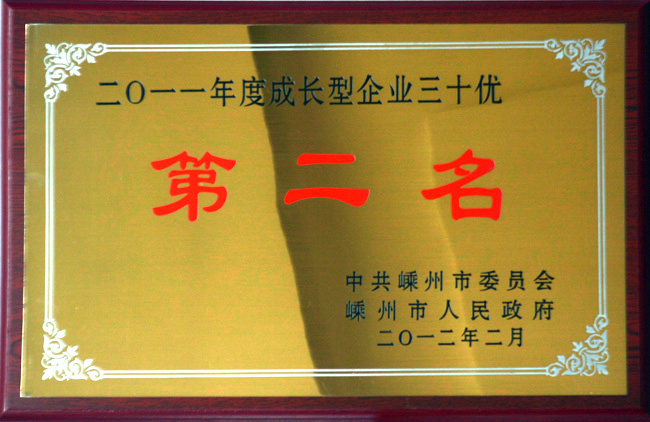 二〇一一年度成长型企业三十优
第二名
中共嵊州市委员会
嵊州市人民政府
二〇一二年二月